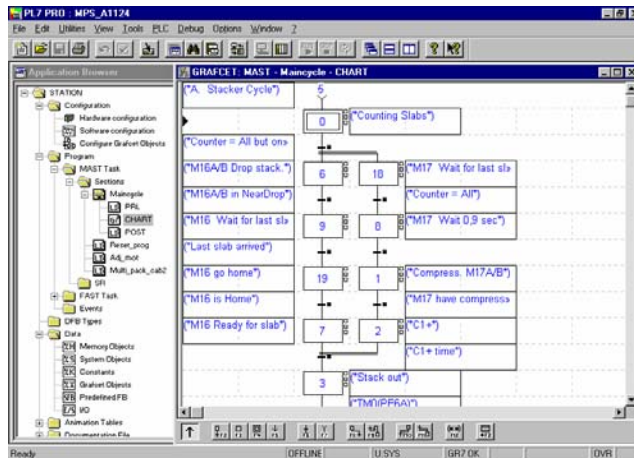 PL7 PRO : MPS_A1124
File Edit Utilities View Tools PLC Debug Options Window ?
Application Browser
STATION
Configuration
Hardware configuration
Software configuration
Configure Grafcet Objects
Program
MAST Task
Sections
Maincycle
PRL
CHART
POST
Reset_prog
Adj_mot
Multi_pack_cab2
SR
FAST Task
Events
DFB Types
Data
Memory Objects
System Objects
Constants
Grafcet Objects
Predefined FB
I/O
Animation Tables
Documentation File
GRAFCET: MAST - Maincycle - CHART
("A. Stacker Cycle") 5
0 ("Counting Slabs")
("Counter = All but on»
("M16A/B Drop stack.") 6 18 ("M17 Wait for last sl»
("M16A/B in NearDrop") ("Counter = All")
("M16 Wait for last sl» 9 8 ("M17 Wait 0,9 sec")
("Last slab arrived")
("M16 go home") 19 1 ("Compress. M17A/B")
("M16 is Home") ("M17 have compress»
("M16 Ready for slab") 7 2 ("C1+")
("C1+ time")
3 ("Stack out")
Ready OFFLINE U:SYS GR7 OK OVR